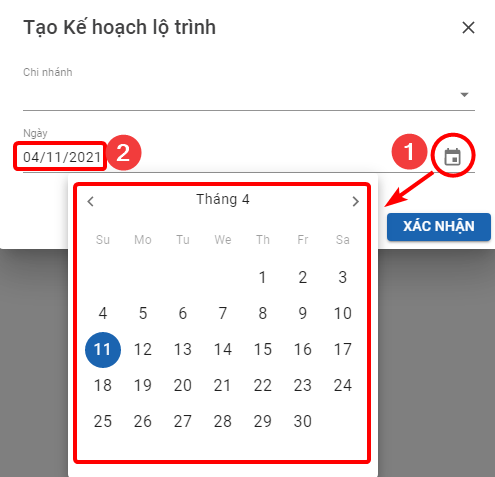 Tạo Kế hoạch lộ trình
Chi nhánh
Ngày
04/11/2021 2
1
Tháng 4
XÁC NHẬN
Su Mo Tu We Th Fr Sa
1 2 3
4 5 6 7 8 9 10
11 12 13 14 15 16 17
18 19 20 21 22 23 24
25 26 27 28 29 30